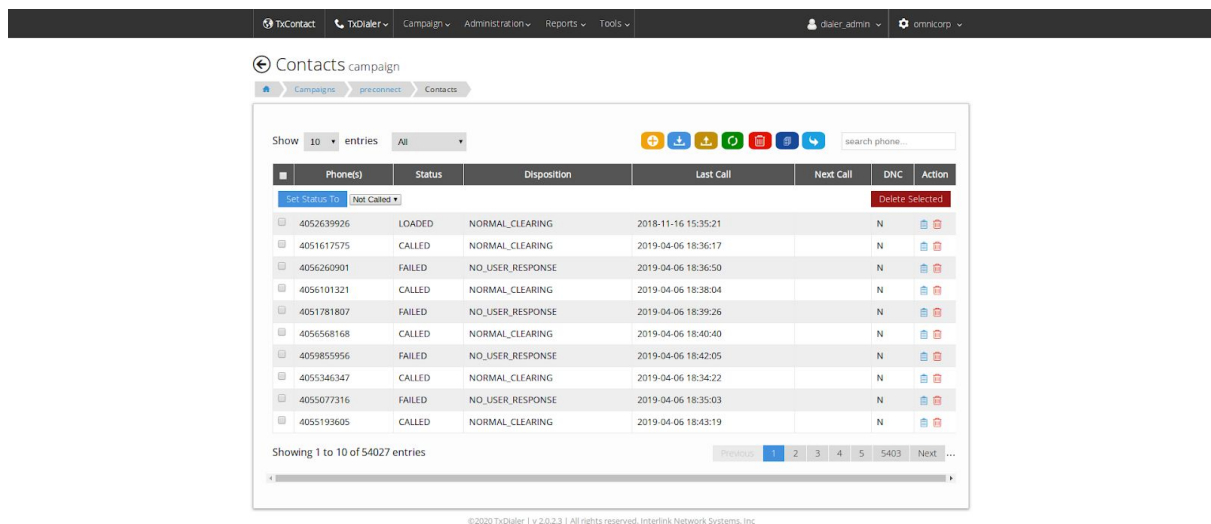 TxContact TxDialer Campaign Administration Reports Tools dialer_admin omnicorp
Contacts campaign
Campaigns preconnect Contacts
Show 10 entries All search phone...
Phone(s) Status Disposition Last Call Next Call DNC Action
Set Status To Not Called Delete Selected
4052639926 LOADED NORMAL_CLEARING 2018-11-16 15:35:21 N
4051617575 CALLED NORMAL_CLEARING 2019-04-06 18:36:17 N
4056260901 FAILED NO_USER_RESPONSE 2019-04-06 18:36:50 N
4056101321 CALLED NORMAL_CLEARING 2019-04-06 18:38:04 N
4051781807 FAILED NO_USER_RESPONSE 2019-04-06 18:39:26 N
4056568168 CALLED NORMAL_CLEARING 2019-04-06 18:40:40 N
4059855956 FAILED NO_USER_RESPONSE 2019-04-06 18:42:05 N
4055346347 CALLED NORMAL_CLEARING 2019-04-06 18:34:22 N
4055077316 FAILED NO_USER_RESPONSE 2019-04-06 18:35:03 N
4055193605 CALLED NORMAL_CLEARING 2019-04-06 18:43:19 N
Showing 1 to 10 of 54027 entries Previous 1 2 3 4 5 5403 Next ...
©2020 TxDialer | v 2.0.2.3 | All rights reserved. Interlink Network Systems, Inc